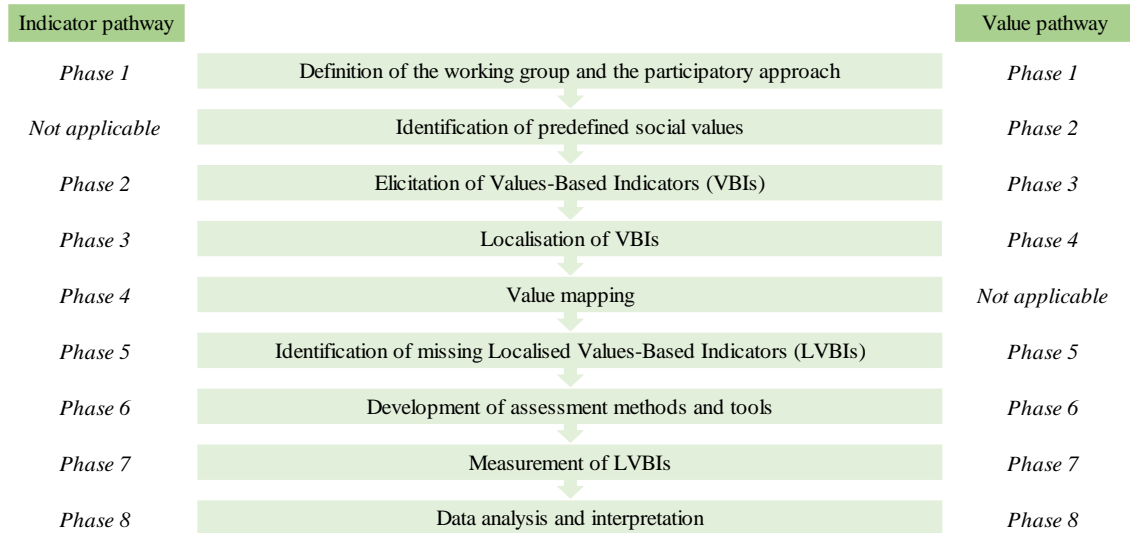 Indicator pathway Value pathway
Phase 1 Definition of the working group and the participatory approach Phase 1
Not applicable Identification of predefined social values Phase 2
Phase 2 Elicitation of Values-Based Indicators (VBIs) Phase 3
Phase 3 Localisation of VBIs Phase 4
Phase 4 Value mapping Not applicable
Phase 5 Identification of missing Localised Values-Based Indicators (LVBIs) Phase 5
Phase 6 Development of assessment methods and tools Phase 6
Phase 7 Measurement of LVBIs Phase 7
Phase 8 Data analysis and interpretation Phase 8